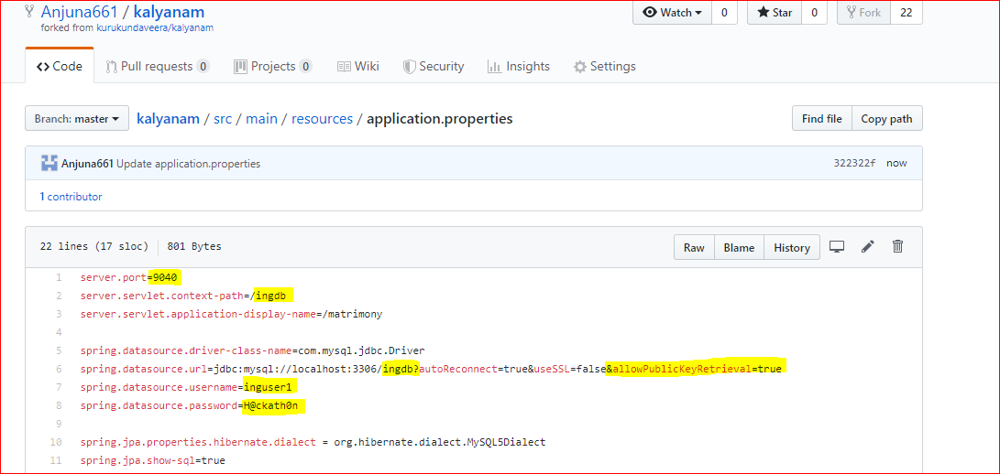 Anjuna661 / kalyanam
forked from kurukundaveera/kalyanam
Watch 0 Star 0 Fork 22
Code Pull requests 0 Projects 0 Wiki Security Insights Settings
Branch: master kalyanam / src / main / resources / application.properties Find file Copy path
Anjuna661 Update application.properties 322322f now
1 contributor
22 lines (17 sloc) 801 Bytes Raw Blame History
1 server.port=9040
2 server.servlet.context-path=/ingdb
3 server.servlet.application-display-name=/matrimony
4
5 spring.datasource.driver-class-name=com.mysql.jdbc.Driver
6 spring.datasource.url=jdbc:mysql://localhost:3306/ingdb?autoReconnect=true&useSSL=false&allowPublicKeyRetrieval=true
7 spring.datasource.username=inguser1
8 spring.datasource.password=H@ckath0n
9
10 spring.jpa.properties.hibernate.dialect = org.hibernate.dialect.MySQL5Dialect
11 spring.jpa.show-sql=true